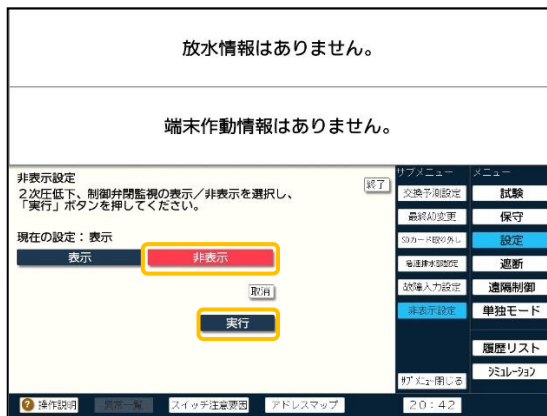 放水情報はありません。
端末作動情報はありません。
非表示設定
2次圧低下、制御弁閉監視の表示／非表示を選択し、
「実行」ボタンを押してください。
終了
現在の設定：表示
表示
非表示
取消
実行
サブメニュー
交換予測設定
最終AD変更
SDカード取り外し
急速排水部設定
故障入力設定
非表示設定
サブメニュー閉じる
メニュー
試験
保守
設定
遮断
遠隔制御
単独モード
履歴リスト
シミュレーション
?操作説明
異常一覧
スイッチ注意要因
アドレスマップ
20:42